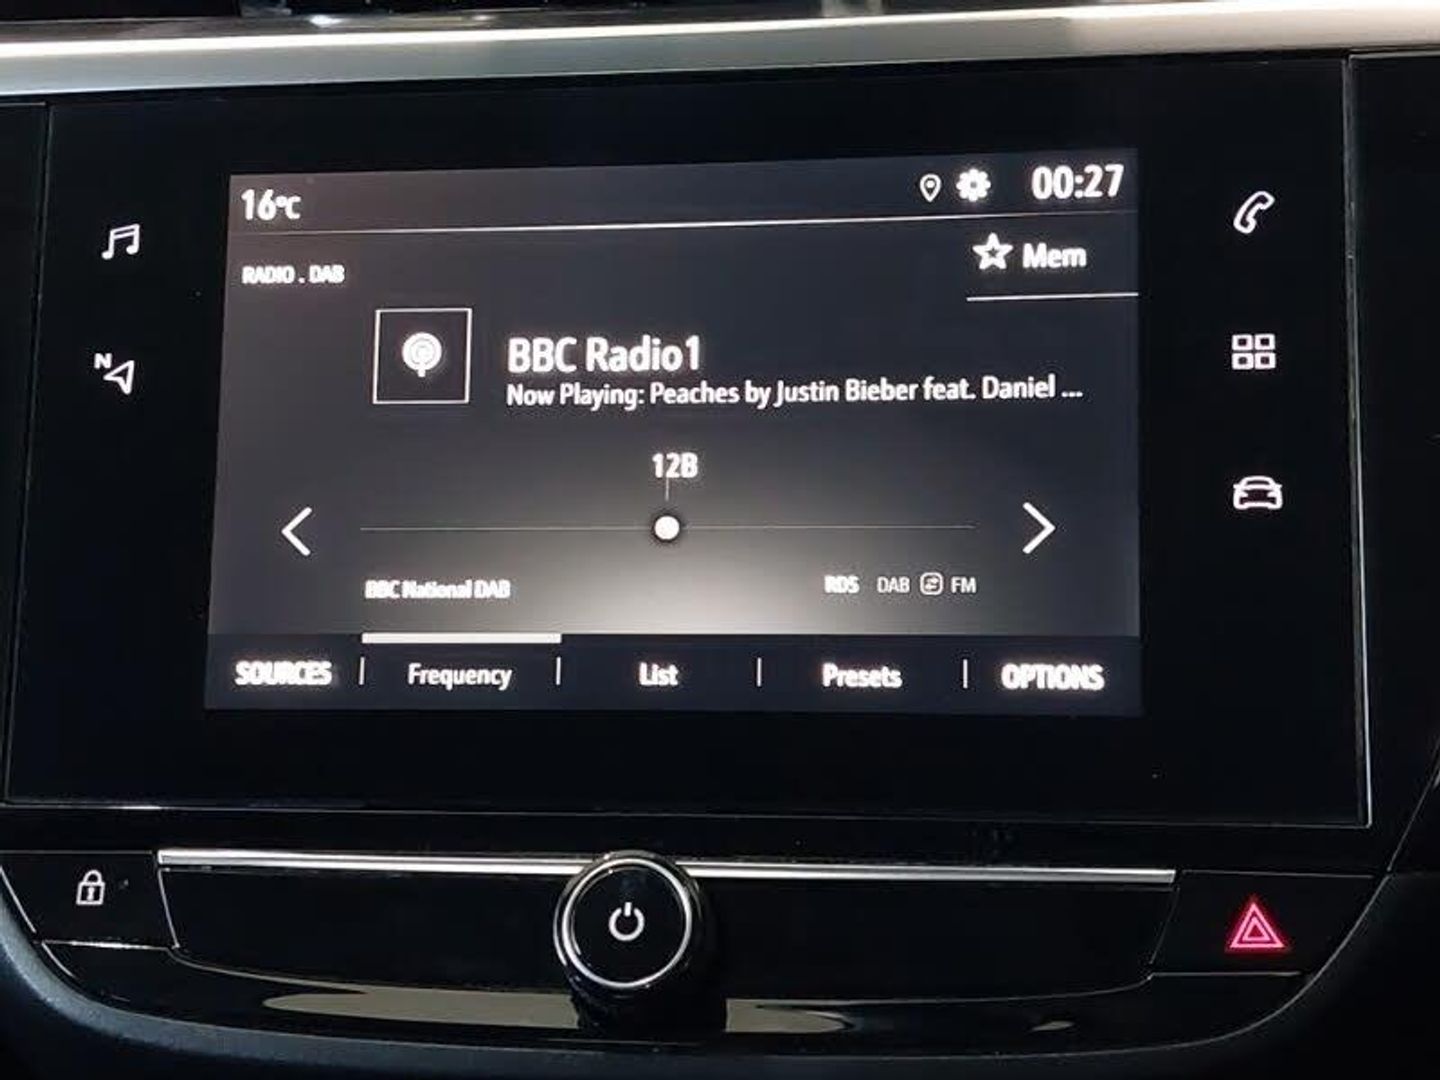 16°C 00:27
RADIO . DAB
Mem
N
BBC Radio1
Now Playing: Peaches by Justin Bieber feat. Daniel ...
12B
BBC National DAB RDS DAB FM
SOURCES | Frequency | List | Presets | OPTIONS